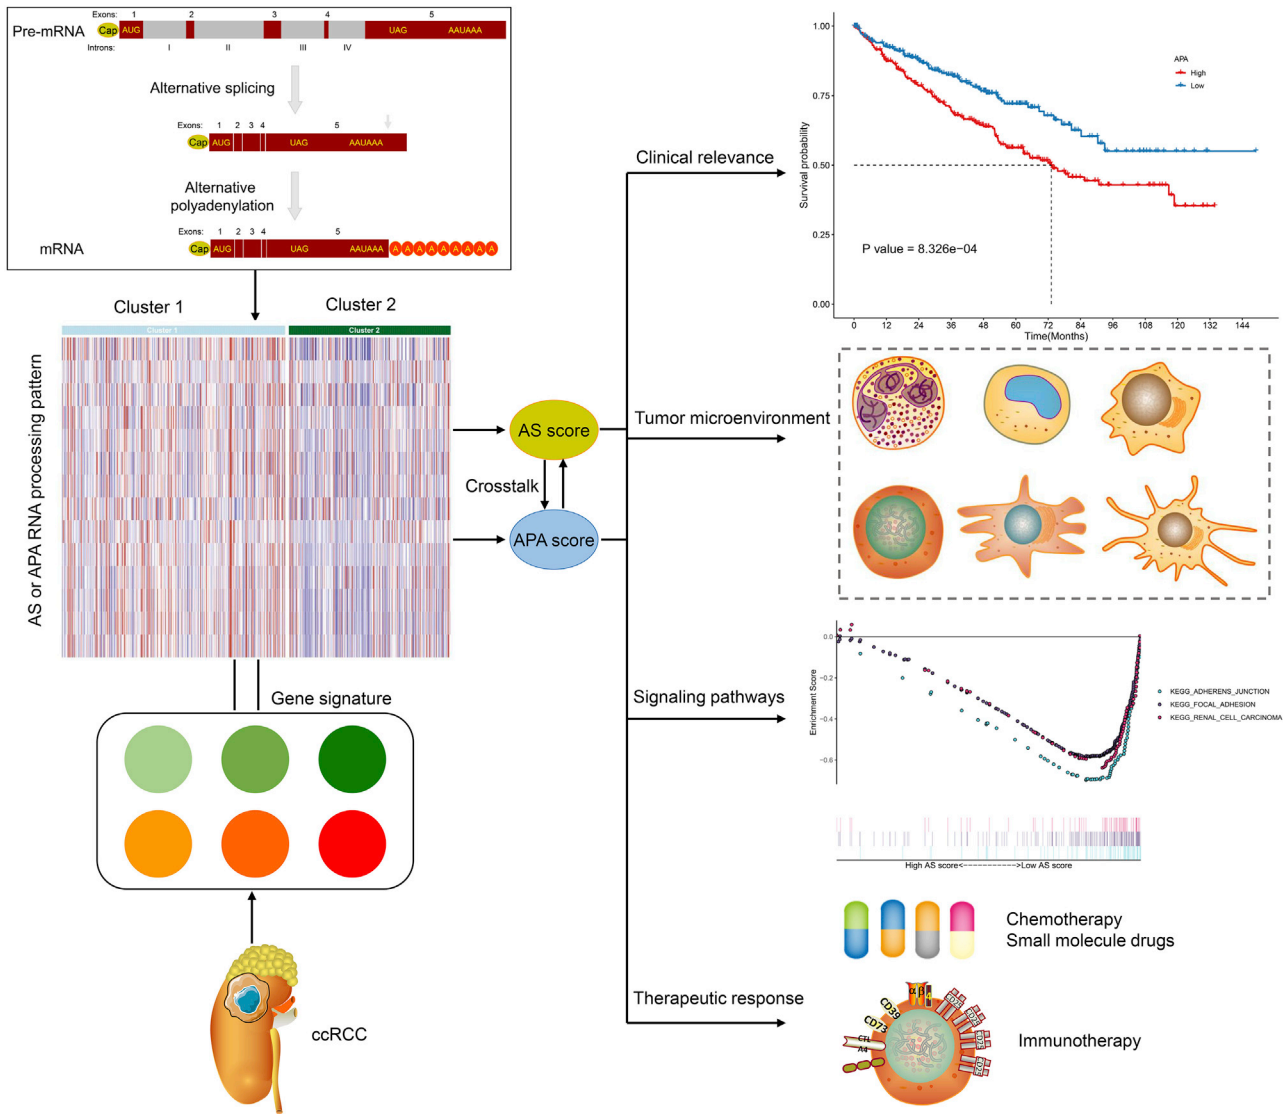 Exons: 1 2 3 4 5
Pre-mRNA Cap AUG UAG AAUAAA
Introns: I II III IV
Alternative splicing
Exons: 1 2 3 4 5
Cap AUG UAG AAUAAA
Alternative
polyadenylation
Exons: 1 2 3 4 5
mRNA Cap AUG UAG AAUAAA A A A A A A A A A
Cluster 1 Cluster 2
Cluster 1 Cluster 2
AS or APA RNA processing pattern
Gene signature
ccRCC
AS score
Crosstalk
APA score
Clinical relevance
Tumor microenvironment
Signaling pathways
Therapeutic response
Survival probability
1.00
0.75
0.50
0.25
0.00
APA
High
Low
P value = 8.326e−04
0 12 24 36 48 60 72 84 96 108 120 132 144
Time(Months)
Enrichment Score
0.0
−0.2
−0.4
−0.6
KEGG_ADHERENS_JUNCTION
KEGG_FOCAL_ADHESION
KEGG_RENAL_CELL_CARCINOMA
High AS score<------------>Low AS score
Chemotherapy
Small molecule drugs
α β
CD39
CD73
CTL
A4
CD25
CD25
CD25
CD25
Immunotherapy